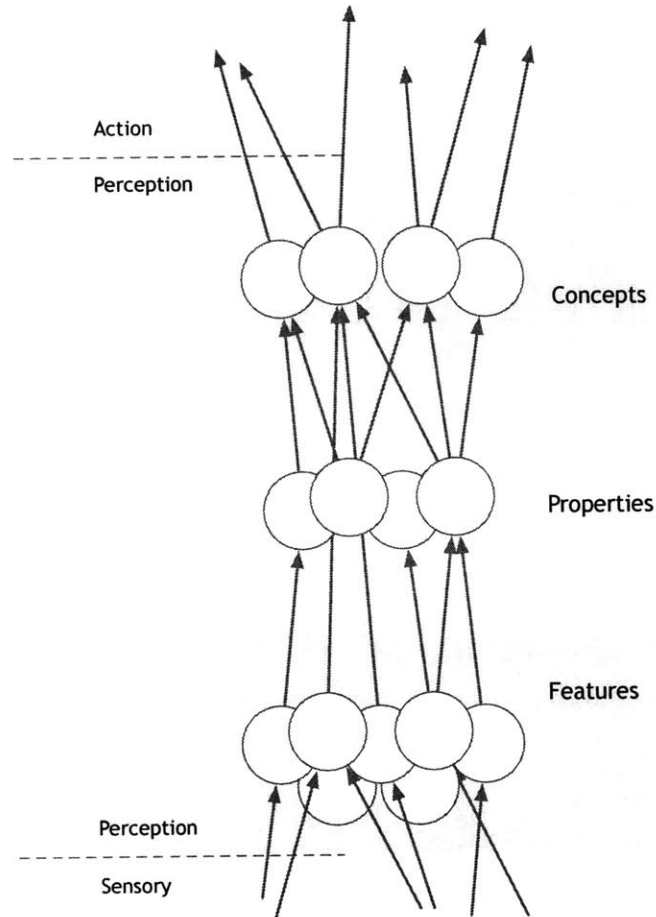 Action
Perception
Concepts
Properties
Features
Perception
Sensory